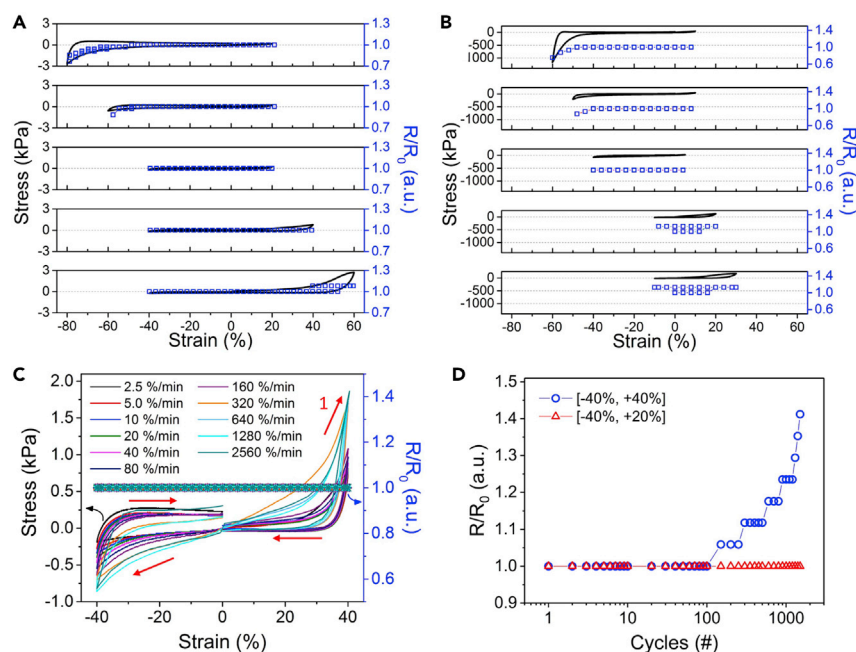 A
3
0
-3
3
0
-3
3
0
-3
3
0
-3
3
0
-3
Stress (kPa)
1.3
1.0
0.7
1.3
1.0
0.7
1.3
1.0
0.7
1.3
1.0
0.7
1.3
1.0
0.7
R/R0 (a.u.)
-80 -60 -40 -20 0 20 40 60
Strain (%)
B
0
-500
-1000
0
-500
-1000
0
-500
-1000
0
-500
-1000
0
-500
-1000
Stress (kPa)
1.4
1.0
0.6
1.4
1.0
0.6
1.4
1.0
0.6
1.4
1.0
0.6
1.4
1.0
0.6
R/R0 (a.u.)
-80 -60 -40 -20 0 20 40 60
Strain (%)
C
2.0
1.5
1.0
0.5
0.0
-0.5
-1.0
Stress (kPa)
2.5 %/min
5.0 %/min
10 %/min
20 %/min
40 %/min
80 %/min
160 %/min
320 %/min
640 %/min
1280 %/min
2560 %/min
1
1.4
1.2
1.0
0.8
0.6
R/R0 (a.u.)
-40 -20 0 20 40
Strain (%)
D
1.5
1.4
1.3
1.2
1.1
1.0
0.9
R/R0 (a.u.)
[-40%, +40%]
[-40%, +20%]
1 10 100 1000
Cycles (#)